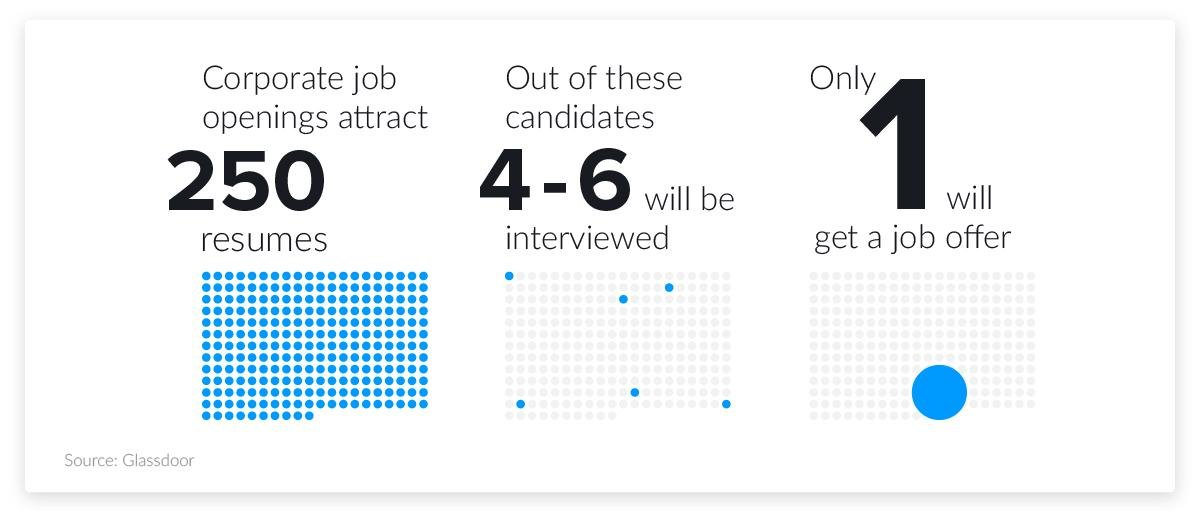 Corporate job
openings attract
250
resumes
Out of these
candidates
4-6 will be
interviewed
Only 1 will
get a job offer
Source: Glassdoor